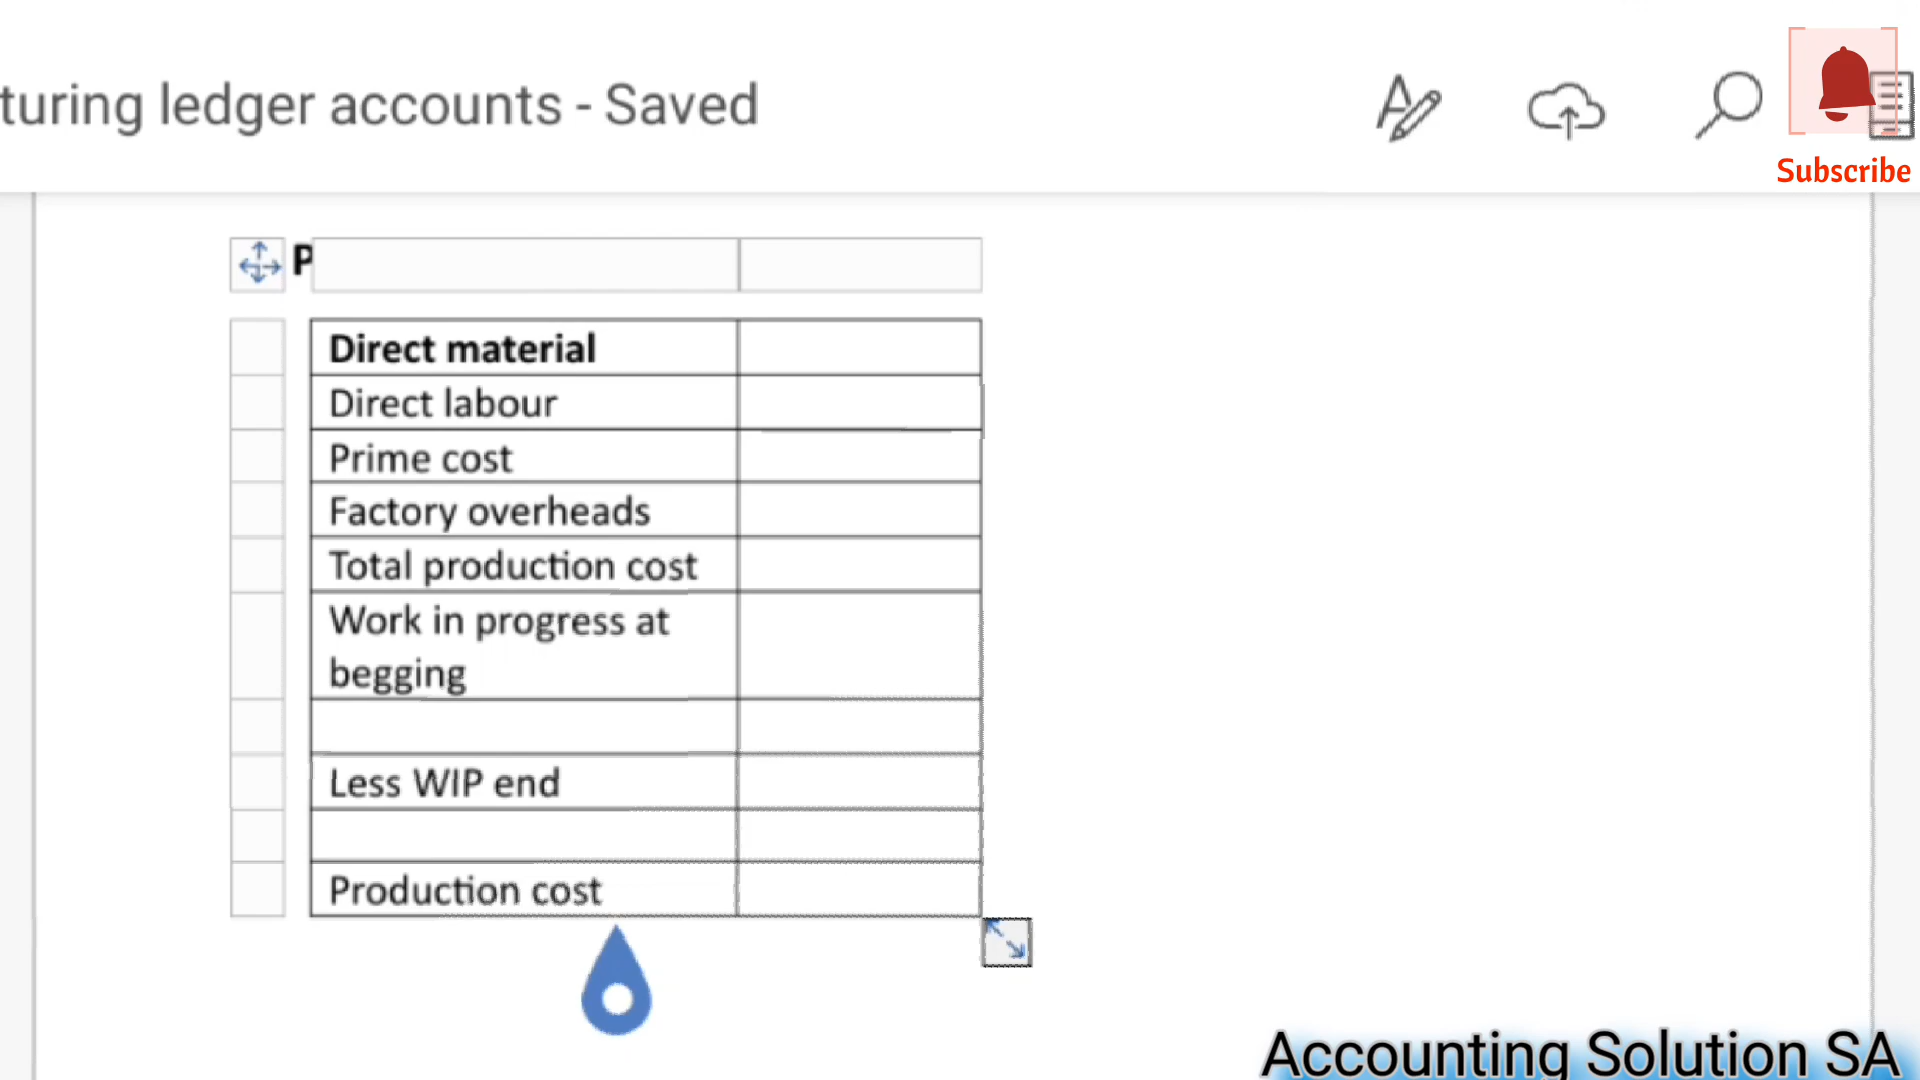 turing ledger accounts - Saved
Subscribe
P
Direct material
Direct labour
Prime cost
Factory overheads
Total production cost
Work in progress at
begging
Less WIP end
Production cost
Accounting Solution SA